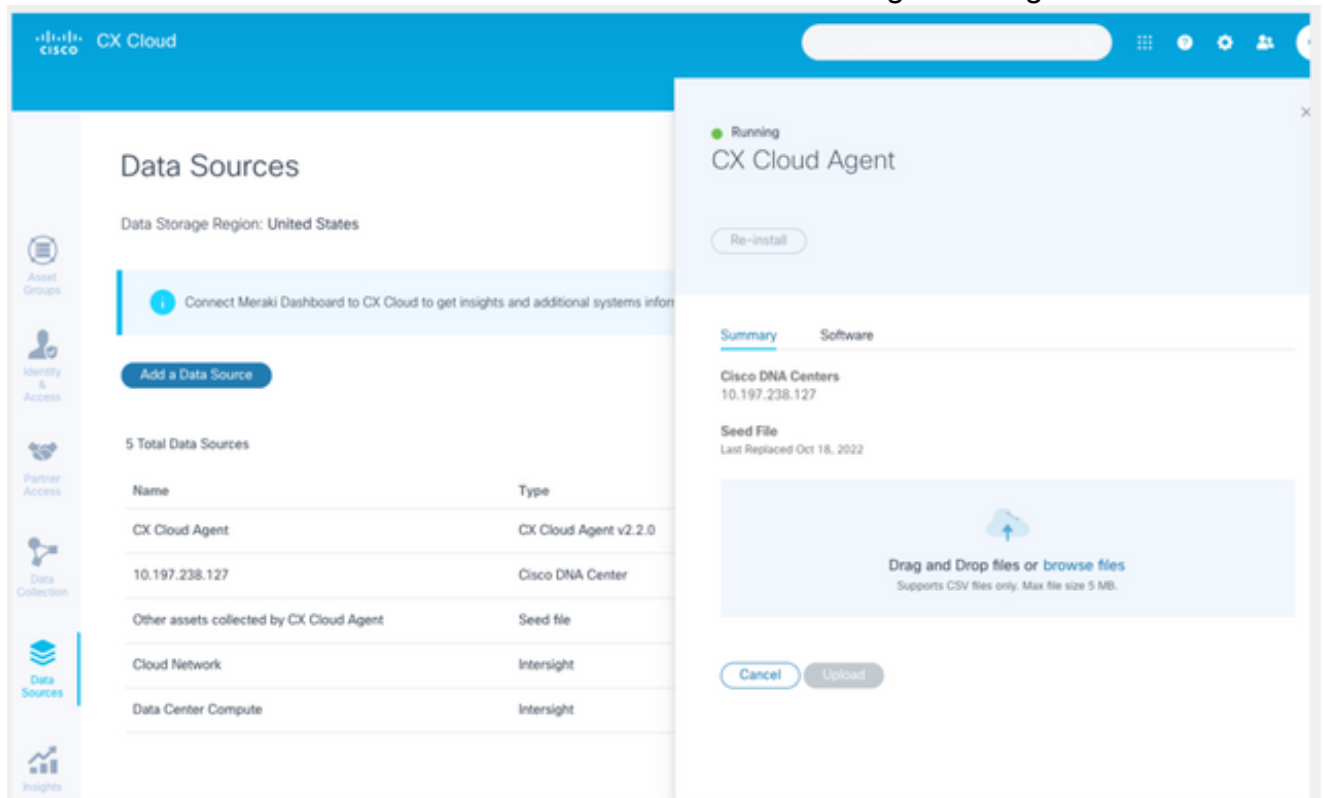 cisco CX Cloud
Data Sources
Data Storage Region: United States
Connect Meraki Dashboard to CX Cloud to get insights and additional systems infor
Add a Data Source
5 Total Data Sources
Name Type
CX Cloud Agent CX Cloud Agent v2.2.0
10.197.238.127 Cisco DNA Center
Other assets collected by CX Cloud Agent Seed file
Cloud Network Intersight
Data Center Compute Intersight
Asset
Groups
Identity
&
Access
Partner
Access
Data
Collection
Data
Sources
Insights
Running
CX Cloud Agent
Re-install
Summary Software
Cisco DNA Centers
10.197.238.127
Seed File
Last Replaced Oct 18, 2022
Drag and Drop files or browse files
Supports CSV files only. Max file size 5 MB.
Cancel Upload